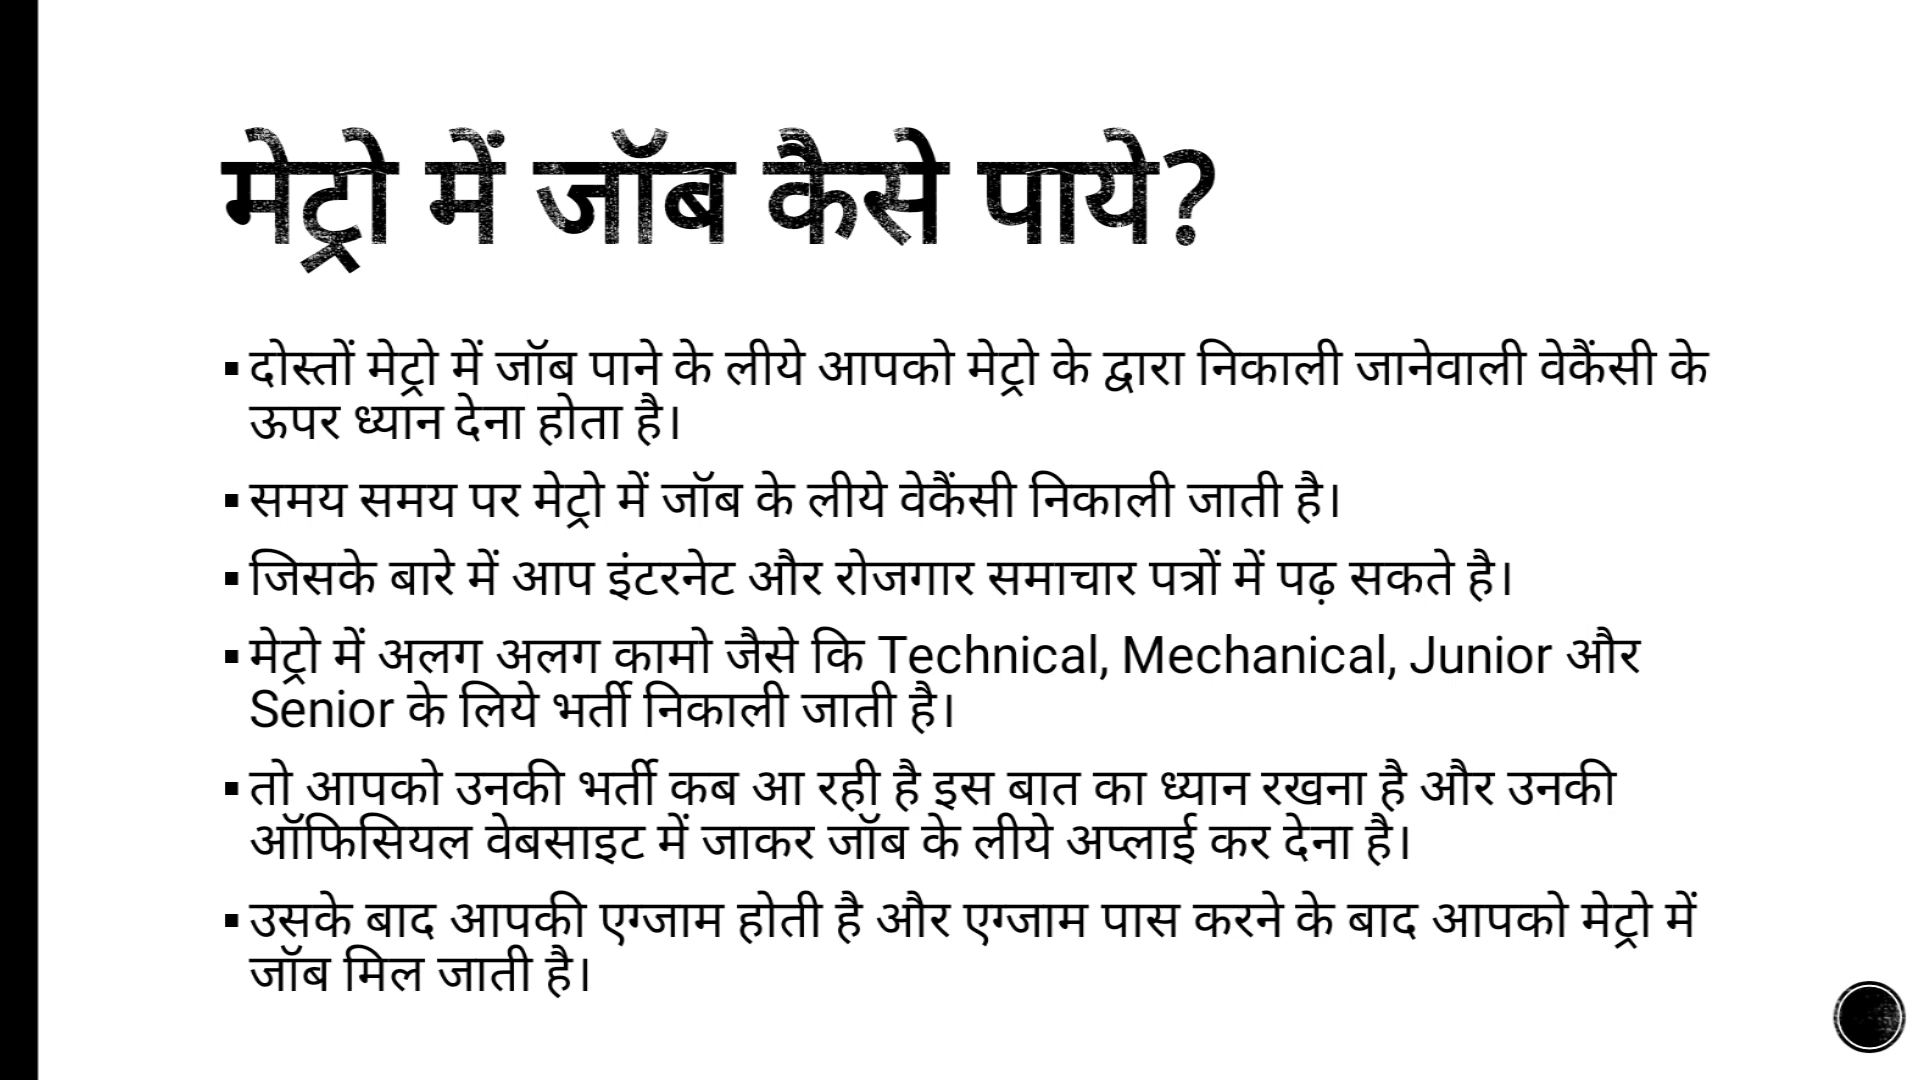 मेट्रो में जॉब कैसे पाये?
▪ दोस्तों मेट्रो में जॉब पाने के लीये आपको मेट्रो के द्वारा निकाली जानेवाली वेकैंसी के
ऊपर ध्यान देना होता है।
▪ समय समय पर मेट्रो में जॉब के लीये वेकैंसी निकाली जाती है।
▪ जिसके बारे में आप इंटरनेट और रोजगार समाचार पत्रों में पढ़ सकते है।
▪ मेट्रो में अलग अलग कामो जैसे कि Technical, Mechanical, Junior और
Senior के लिये भर्ती निकाली जाती है।
▪ तो आपको उनकी भर्ती कब आ रही है इस बात का ध्यान रखना है और उनकी
ऑफिसियल वेबसाइट में जाकर जॉब के लीये अप्लाई कर देना है।
▪ उसके बाद आपकी एग्जाम होती है और एग्जाम पास करने के बाद आपको मेट्रो में
जॉब मिल जाती है।